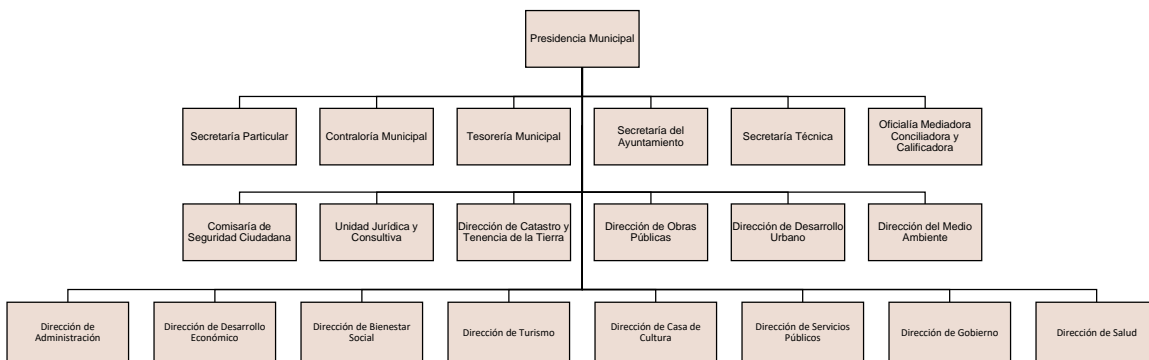 Presidencia Municipal
Secretaría Particular
Contraloría Municipal
Tesorería Municipal
Secretaría del
Ayuntamiento
Secretaría Técnica
Oficialía Mediadora
Conciliadora y
Calificadora
Comisaría de
Seguridad Ciudadana
Unidad Jurídica y
Consultiva
Dirección de Catastro y
Tenencia de la Tierra
Dirección de Obras
Públicas
Dirección de Desarrollo
Urbano
Dirección del Medio
Ambiente
Dirección de
Administración
Dirección de Desarrollo
Económico
Dirección de Bienestar
Social
Dirección de Turismo
Dirección de Casa de
Cultura
Dirección de Servicios
Públicos
Dirección de Gobierno
Dirección de Salud